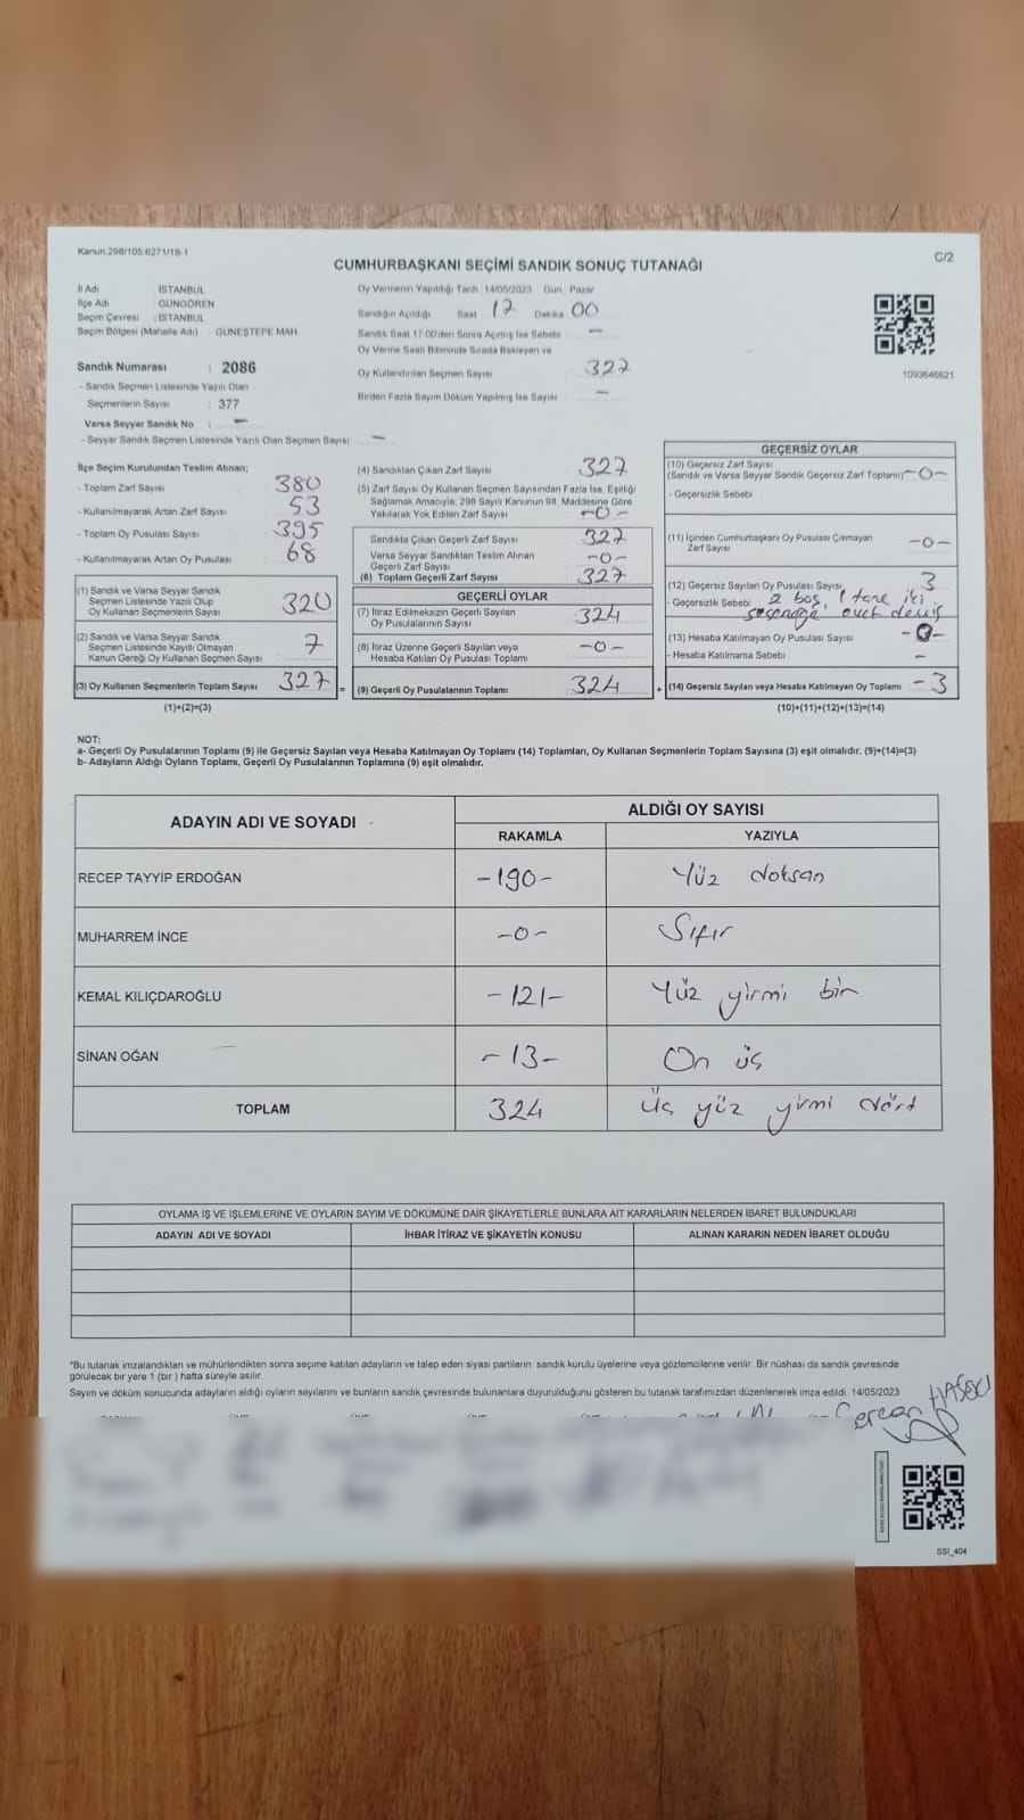 Kanun.298/105.6271/19-1
C/2
CUMHURBAŞKANI SEÇİMİ SANDIK SONUÇ TUTANAĞI
İl Adı İSTANBUL
İlçe Adı GÜNGÖREN
Seçim Çevresi : İSTANBUL
Seçim Bölgesi (Mahalle Adı) GÜNEŞTEPE MAH.
Sandık Numarası : 2086
- Sandık Seçmen Listesinde Yazılı Olan
Seçmenlerin Sayısı : 377
Varsa Seyyar Sandık No : -
- Seyyar Sandık Seçmen Listesinde Yazılı Olan Seçmen Sayısı -
Oy Vermenin Yapıldığı Tarih 14/05/2023 Gün Pazar
Sandığın Açıldığı Saat 17 Dakika 00
Sandık Saat 17.00'den Sonra Açılmış İse Sebebi -
Oy Verme Saati Bitiminde Sırada Bekleyen ve
Oy Kullandırılan Seçmen Sayısı 327
Birden Fazla Sayım Döküm Yapılmış İse Sayısı -
1093646621
İlçe Seçim Kurulundan Teslim Alınan;
- Toplam Zarf Sayısı 380
- Kullanılmayarak Artan Zarf Sayısı 53
- Toplam Oy Pusulası Sayısı 395
- Kullanılmayarak Artan Oy Pusulası 68
(1) Sandık ve Varsa Seyyar Sandık
Seçmen Listesinde Yazılı Olup
Oy Kullanan Seçmenlerin Sayısı 320
(2) Sandık ve Varsa Seyyar Sandık
Seçmen Listesinde Kayıtlı Olmayan
Kanun Gereği Oy Kullanan Seçmen Sayısı 7
(3) Oy Kullanan Seçmenlerin Toplam Sayısı 327 =
(1)+(2)=(3)
(4) Sandıktan Çıkan Zarf Sayısı 327
(5) Zarf Sayısı Oy Kullanan Seçmen Sayısından Fazla İse, Eşitliği
Sağlamak Amacıyla, 298 Sayılı Kanunun 98. Maddesine Göre
Yakılarak Yok Edilen Zarf Sayısı -0-
Sandıkta Çıkan Geçerli Zarf Sayısı 327
Varsa Seyyar Sandıktan Teslim Alınan
Geçerli Zarf Sayısı -0-
(6) Toplam Geçerli Zarf Sayısı 327
GEÇERLİ OYLAR
(7) İtiraz Edilmeksizin Geçerli Sayılan
Oy Pusulalarının Sayısı 324
(8) İtiraz Üzerine Geçerli Sayılan veya
Hesaba Katılan Oy Pusulası Toplamı -0-
(9) Geçerli Oy Pusulalarının Toplamı 324 +
GEÇERSİZ OYLAR
(10) Geçersiz Zarf Sayısı
(Sandık ve Varsa Seyyar Sandık Geçersiz Zarf Toplamı) -0-
- Geçersizlik Sebebi
(11) İçinden Cumhurbaşkanı Oy Pusulası Çıkmayan
Zarf Sayısı -0-
(12) Geçersiz Sayılan Oy Pusulası Sayısı 3
- Geçersizlik Sebebi 2 boş, 1 tane iki
seçeneğe evet demiş
(13) Hesaba Katılmayan Oy Pusulası Sayısı -0-
- Hesaba Katılmama Sebebi -
(14) Geçersiz Sayılan veya Hesaba Katılmayan Oy Toplamı -3
(10)+(11)+(12)+(13)=(14)
NOT:
a- Geçerli Oy Pusulalarının Toplamı (9) ile Geçersiz Sayılan veya Hesaba Katılmayan Oy Toplamı (14) Toplamları, Oy Kullanan Seçmenlerin Toplam Sayısına (3) eşit olmalıdır. (9)+(14)=(3)
b- Adayların Aldığı Oyların Toplamı, Geçerli Oy Pusulalarının Toplamına (9) eşit olmalıdır.
ADAYIN ADI VE SOYADI
ALDIĞI OY SAYISI
RAKAMLA YAZIYLA
RECEP TAYYİP ERDOĞAN -190- Yüz doksan
MUHARREM İNCE -0- Sıfır
KEMAL KILIÇDAROĞLU -121- Yüz yirmi bir
SİNAN OĞAN -13- On üç
TOPLAM 324 Üç yüz yirmi dört
OYLAMA İŞ VE İŞLEMLERİNE VE OYLARIN SAYIM VE DÖKÜMÜNE DAİR ŞİKAYETLERLE BUNLARA AİT KARARLARIN NELERDEN İBARET BULUNDUKLARI
ADAYIN ADI VE SOYADI İHBAR İTİRAZ VE ŞİKAYETİN KONUSU ALINAN KARARIN NEDEN İBARET OLDUĞU
*Bu tutanak imzalandıktan ve mühürlendikten sonra seçime katılan adayların ve talep eden siyasi partilerin sandık kurulu üyelerine veya gözlemcilerine verilir. Bir nüshası da sandık çevresinde
görülecek bir yere 1 (bir ) hafta süreyle asılır.
Sayım ve döküm sonucunda adayların aldığı oyların sayılarını ve bunların sandık çevresinde bulunanlara duyurulduğunu gösteren bu tutanak tarafımızdan düzenlenerek imza edildi. 14/05/2023
SSI_404